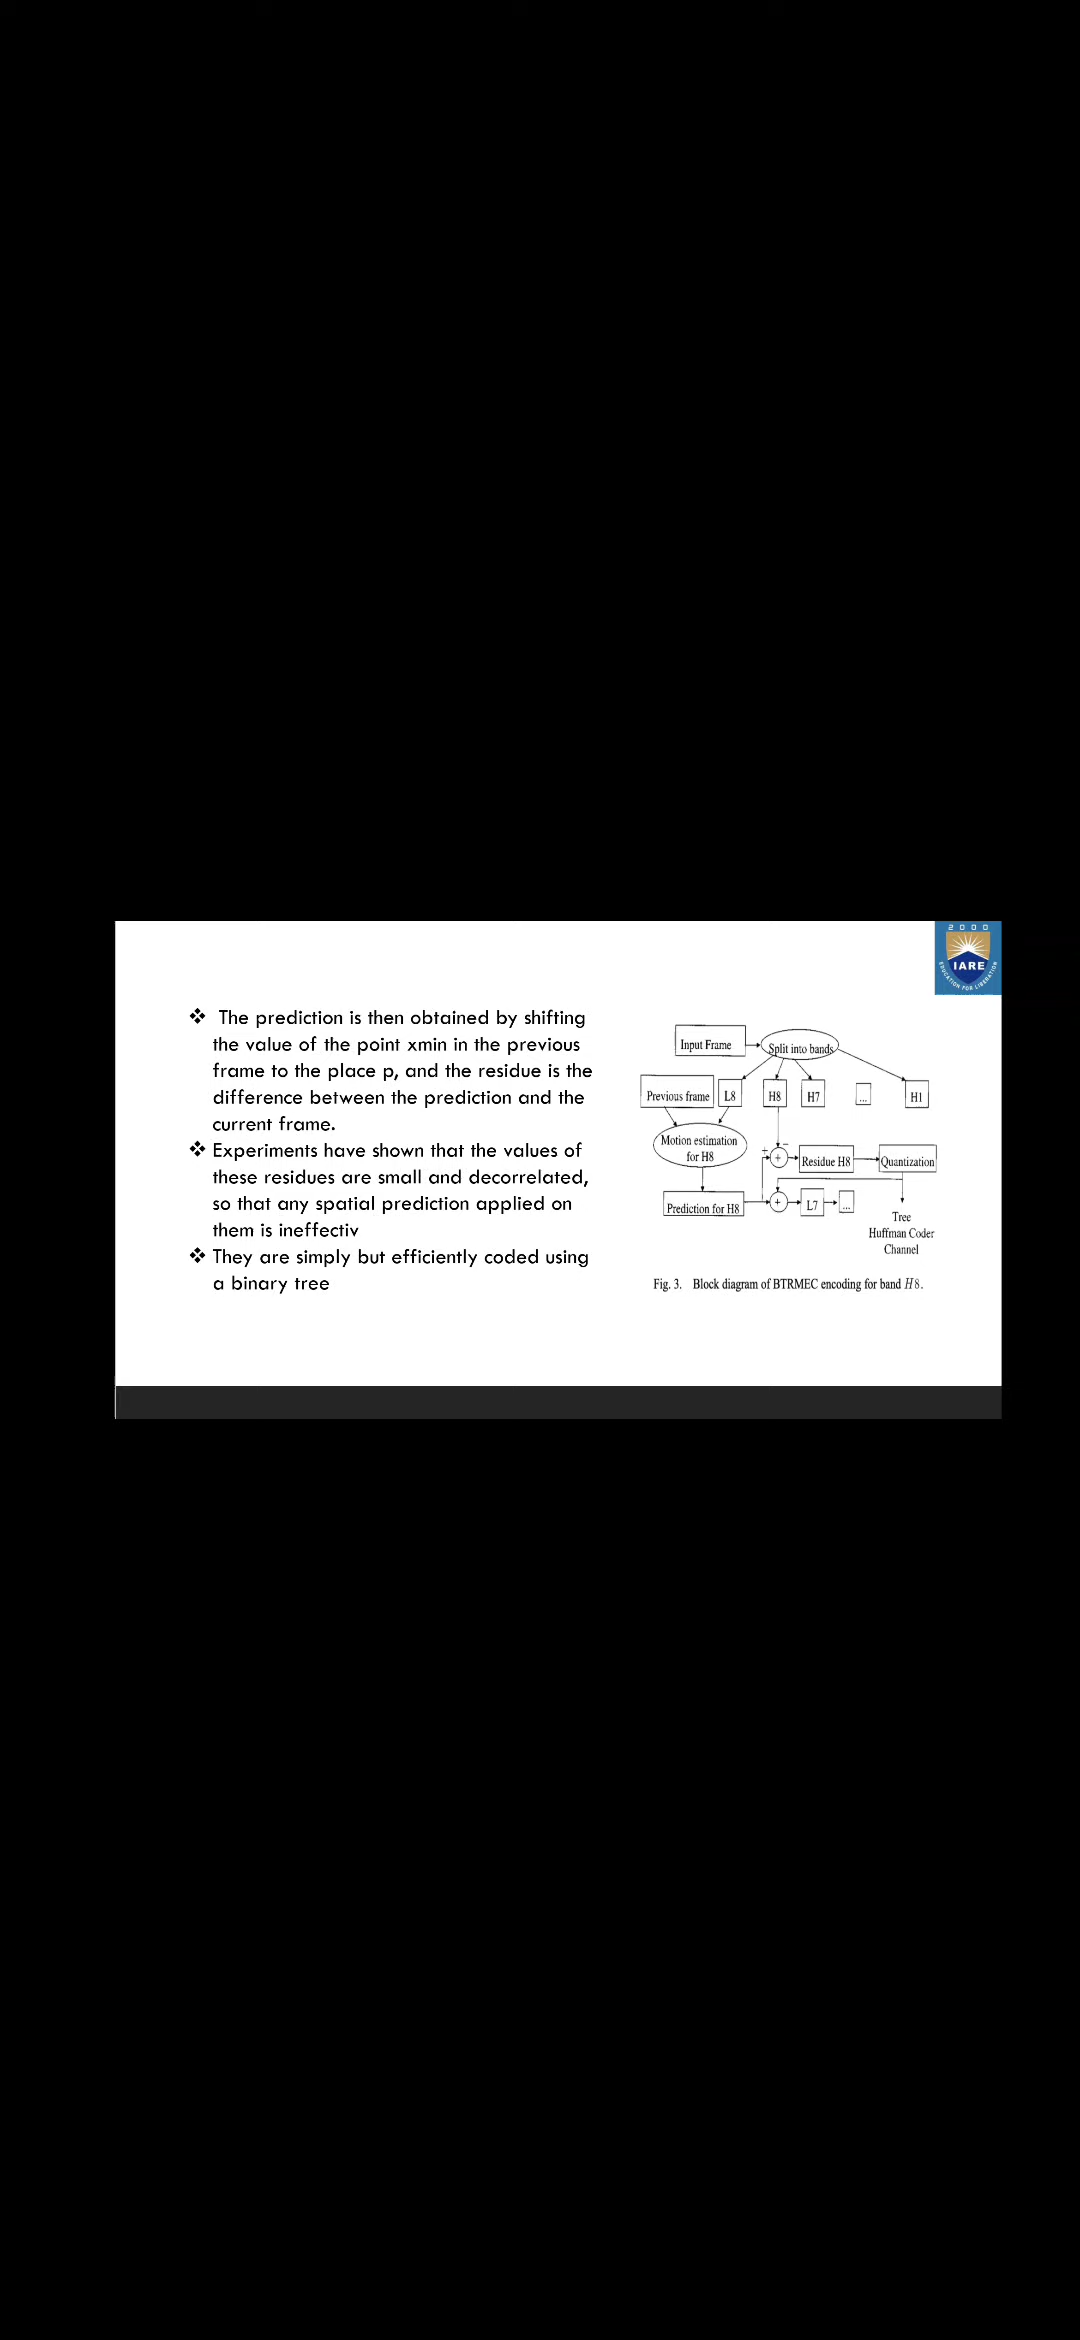 2000
IARE
EDUCATION FOR LIBERATION
❖ The prediction is then obtained by shifting
the value of the point xmin in the previous
frame to the place p, and the residue is the
difference between the prediction and the
current frame.
❖ Experiments have shown that the values of
these residues are small and decorrelated,
so that any spatial prediction applied on
them is ineffectiv
❖ They are simply but efficiently coded using
a binary tree
Input Frame
Split into bands
Previous frame
L8
H8
H7
...
H1
Motion estimation
for H8
+
−
+
Residue H8
Quantization
Prediction for H8
+
L7
...
Tree
Huffman Coder
Channel
Fig. 3. Block diagram of BTRMEC encoding for band H8.